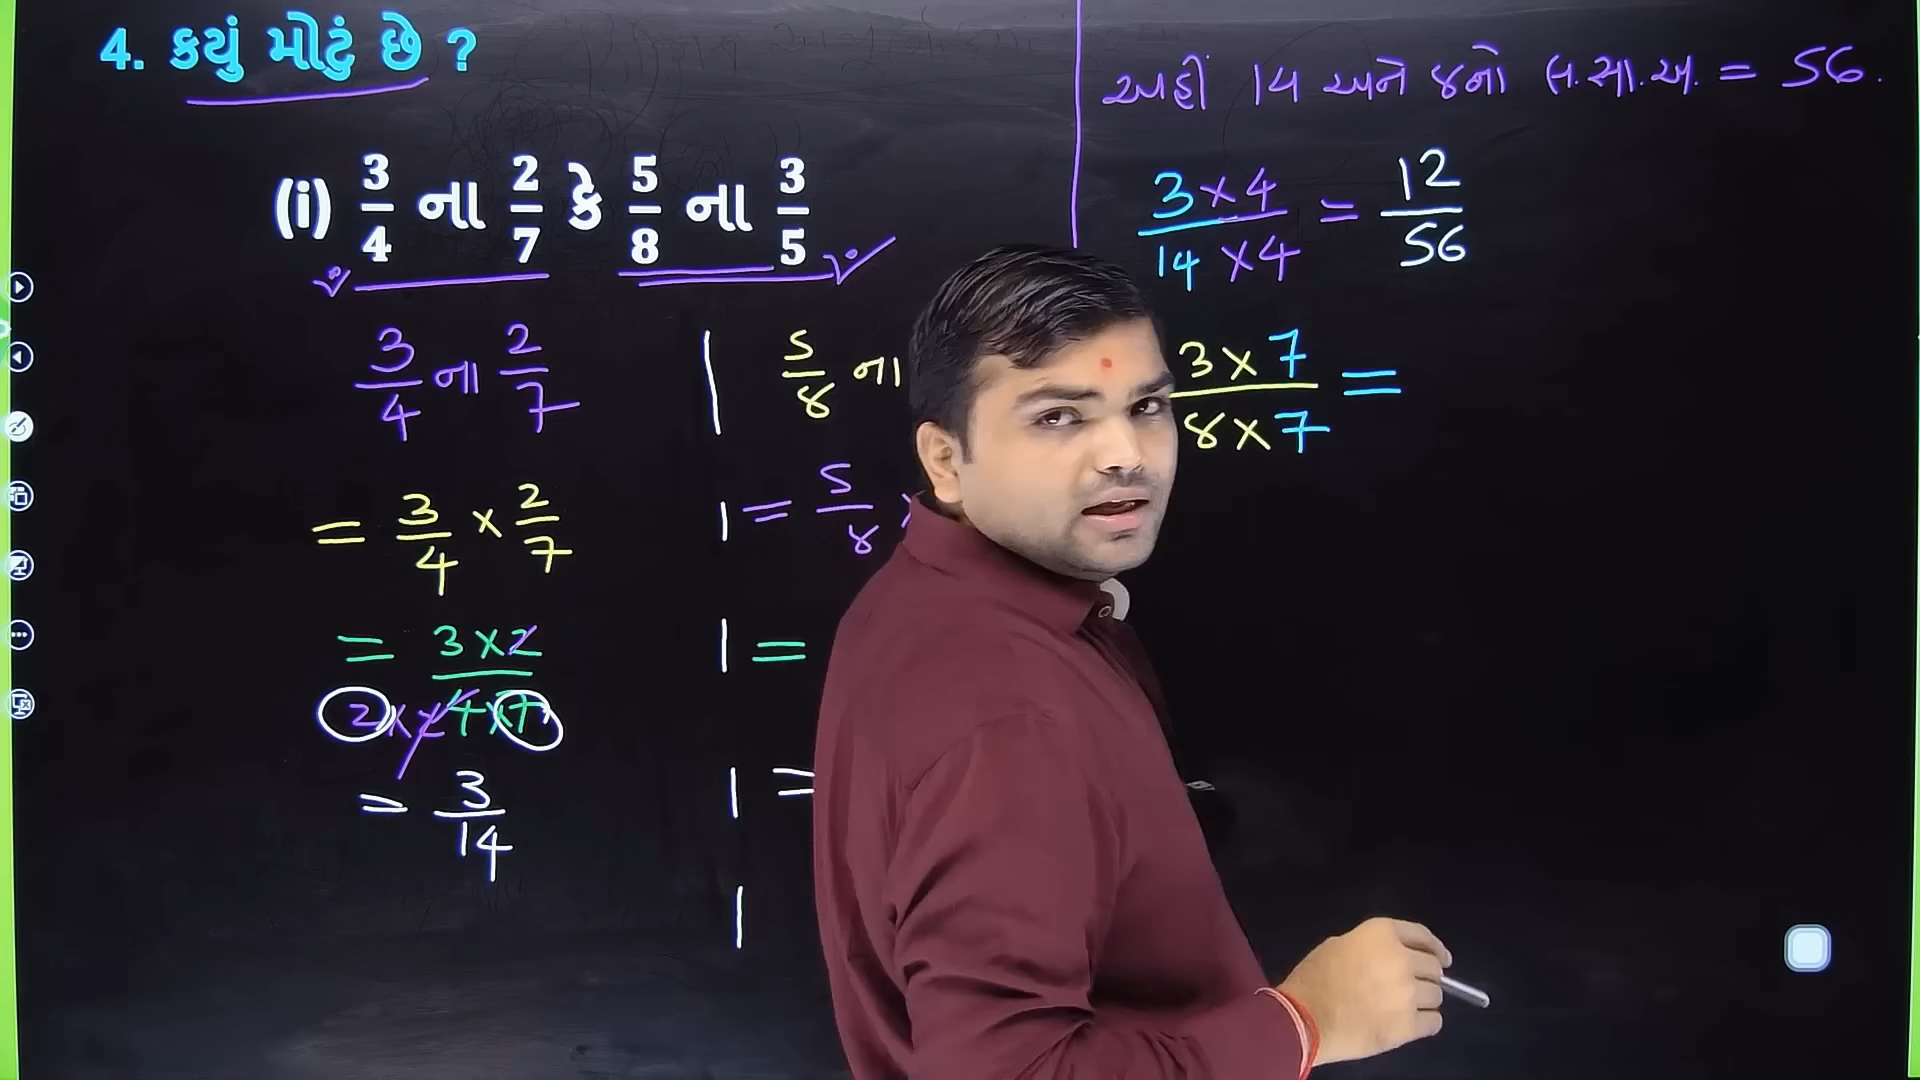 4. કયું મોટું છે ?
(i) 3/4 ના 2/7 કે 5/8 ના 3/5
3/4 ના 2/7
= 3/4 × 2/7
= 3×2 / 4×7
2×2
= 3/14
5/8 ના
= 5/8
=
=
અહીં 14 અને 8નો લ.સા.અ. = 56.
3×4 / 14×4 = 12/56
3×7 / 8×7 =